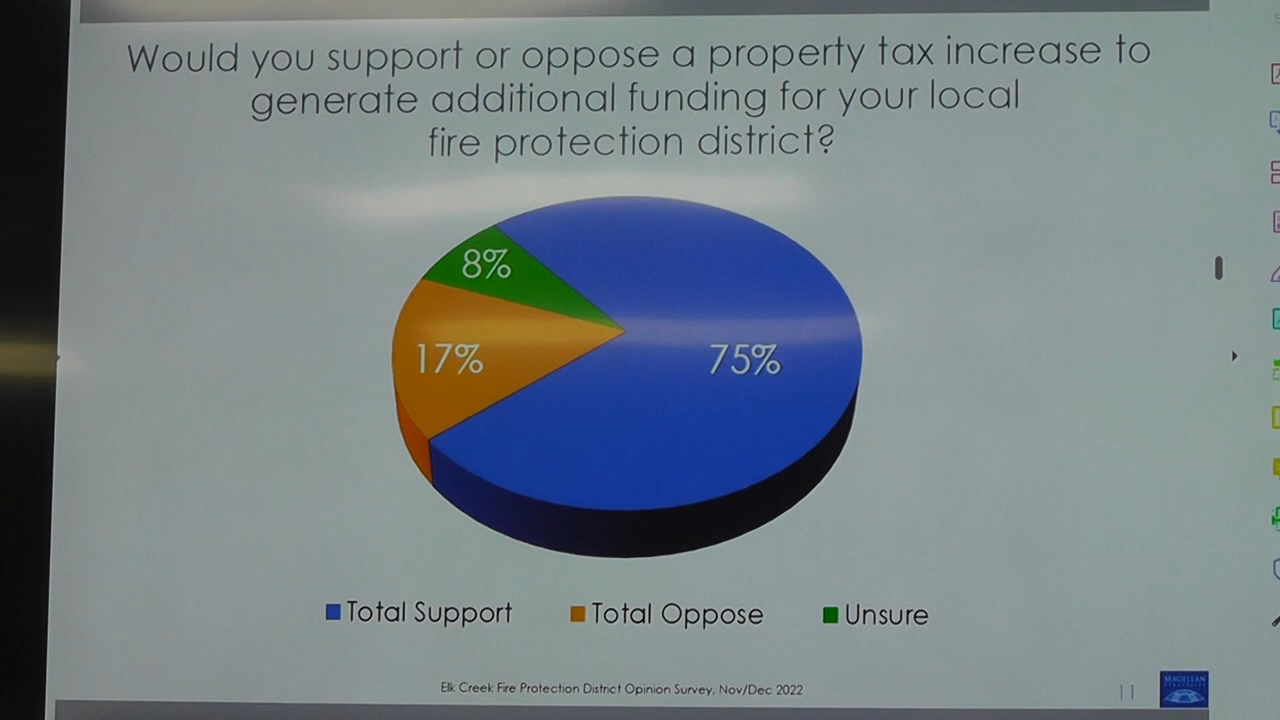 Would you support or oppose a property tax increase to
generate additional funding for your local
fire protection district?
8%
17%
75%
Total Support
Total Oppose
Unsure
Elk Creek Fire Protection District Opinion Survey, Nov/Dec 2022
11
MAGELLAN